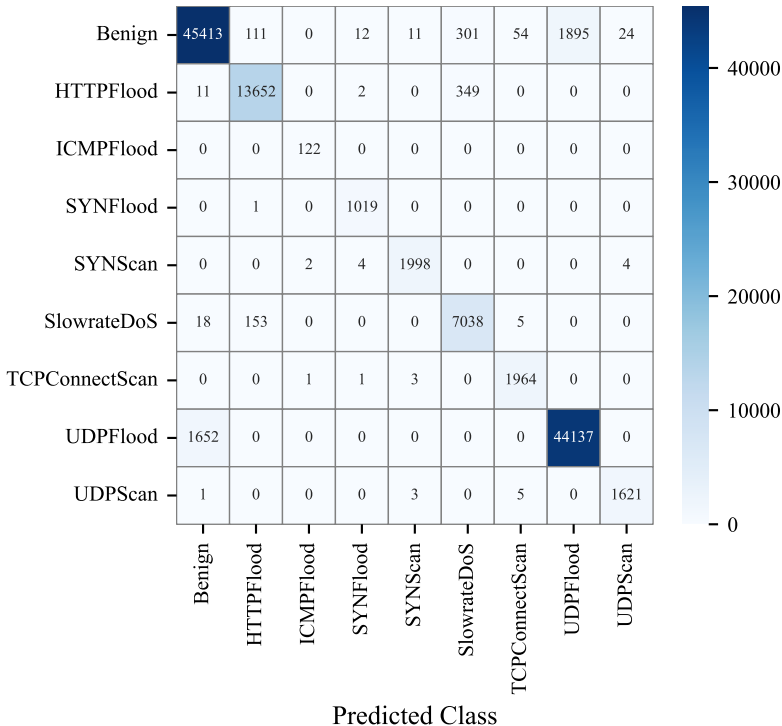 Benign 45413 111 0 12 11 301 54 1895 24
HTTPFlood 11 13652 0 2 349 0 0 0
ICMPFlood 0 0 122 0 0 0 0 0 0
SYNFlood 0 1 0 1019 0 0 0 0 0
SYNScan 0 0 2 4 1998 0 0 0 4
SlowrateDoS 18 153 0 0 0 7038 5 0 0
TCPConnectScan 0 0 1 1 3 0 1964 0 0
UDPFlood 1652 0 0 0 0 0 0 44137 0
UDPScan 1 0 0 0 3 0 5 0 1621
Benign
HTTPFlood
ICMPFlood
SYNFlood
SYNScan
SlowrateDoS
TCPConnectScan
UDPFlood
UDPScan
Predicted Class
40000
30000
20000
10000
0